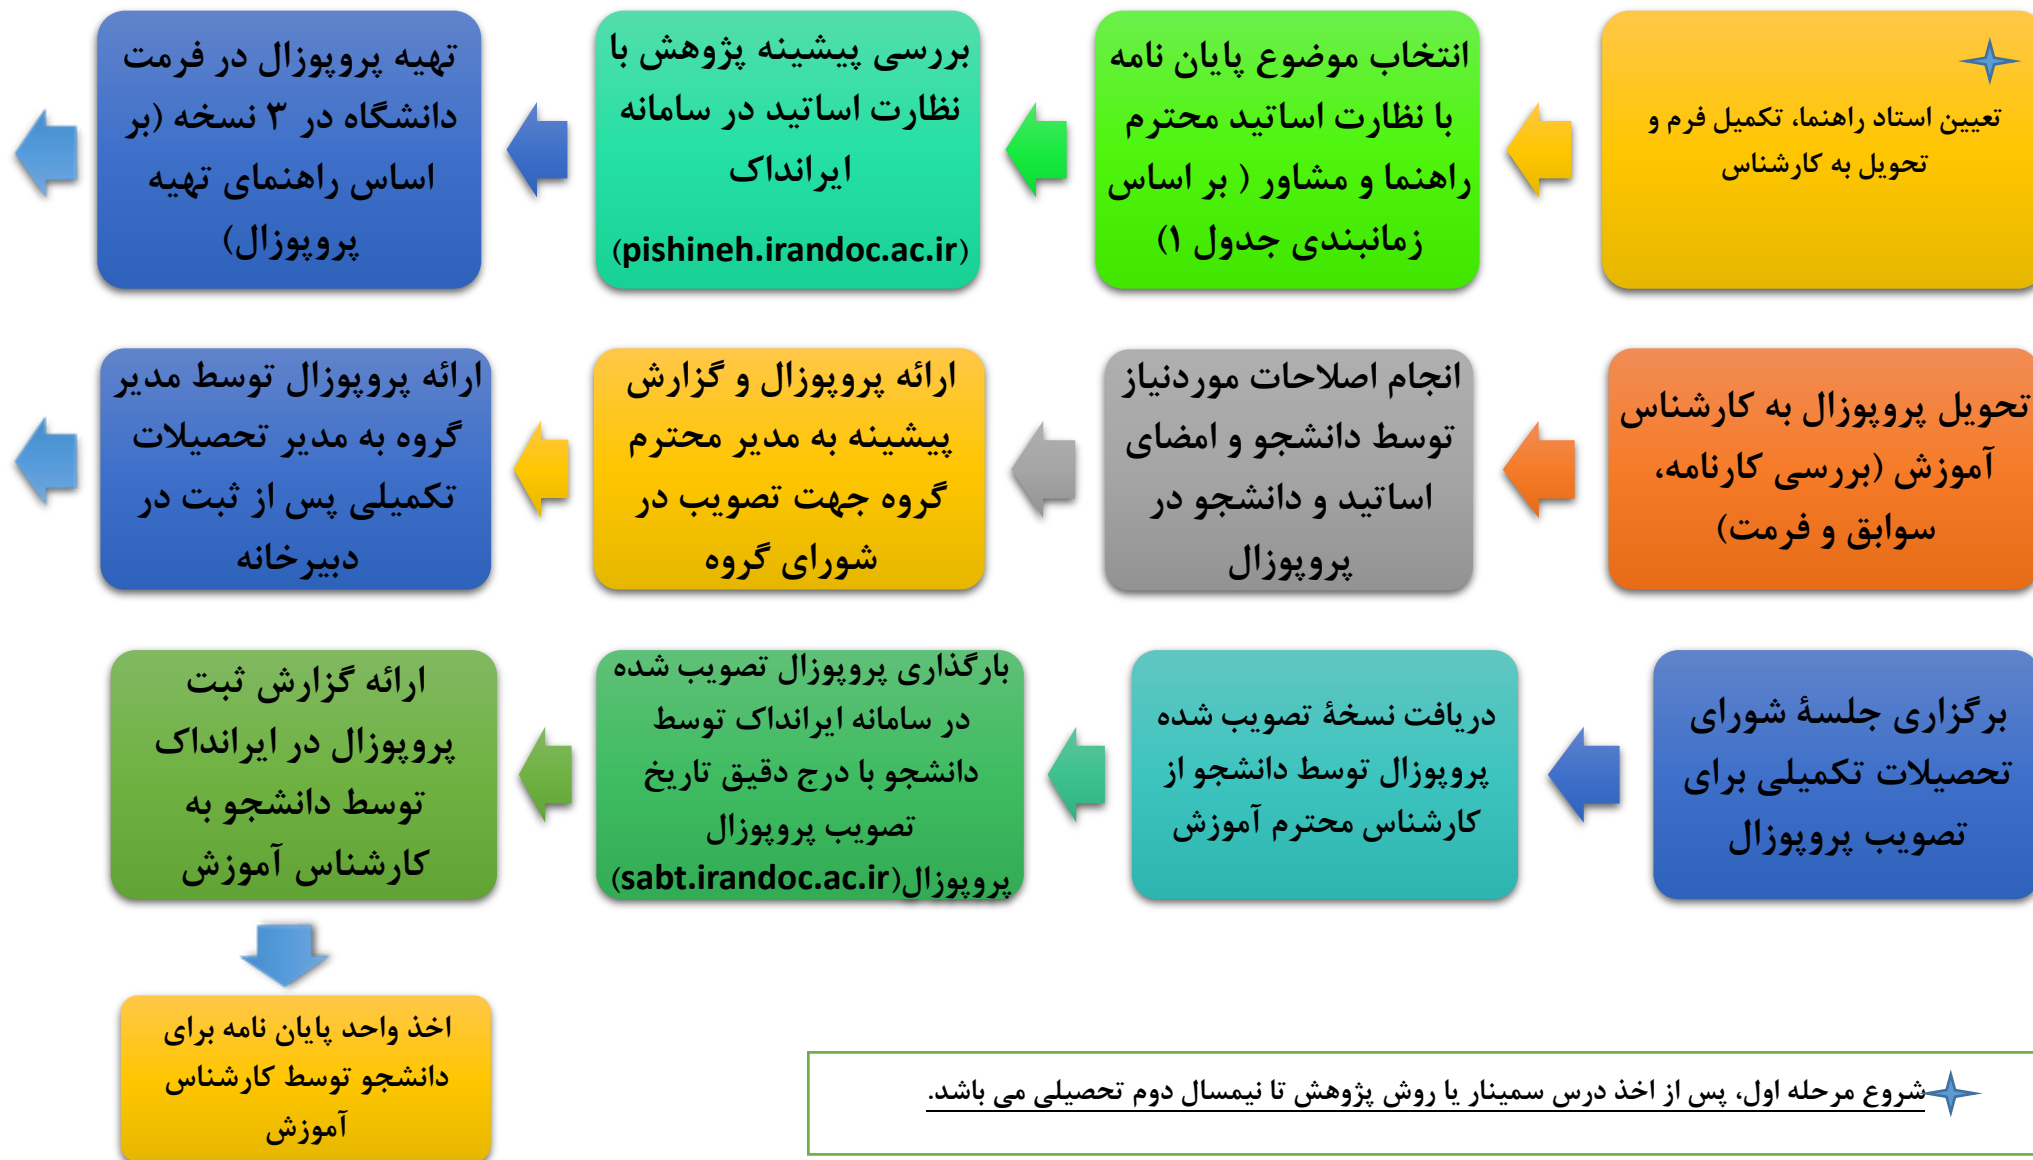 تعیین استاد راهنما، تکمیل فرم و
تحویل به کارشناس
انتخاب موضوع پایان نامه
با نظارت اساتید محترم
راهنما و مشاور ( بر اساس
زمانبندی جدول ۱)
بررسی پیشینه پژوهش با
نظارت اساتید در سامانه
ایرانداک
(pishineh.irandoc.ac.ir)
تهیه پروپوزال در فرمت
دانشگاه در ۳ نسخه (بر
اساس راهنمای تهیه
پروپوزال)
تحویل پروپوزال به کارشناس
آموزش (بررسی کارنامه،
سوابق و فرمت)
انجام اصلاحات موردنیاز
توسط دانشجو و امضای
اساتید و دانشجو در
پروپوزال
ارائه پروپوزال و گزارش
پیشینه به مدیر محترم
گروه جهت تصویب در
شورای گروه
ارائه پروپوزال توسط مدیر
گروه به مدیر تحصیلات
تکمیلی پس از ثبت در
دبیرخانه
برگزاری جلسۀ شورای
تحصیلات تکمیلی برای
تصویب پروپوزال
دریافت نسخۀ تصویب شده
پروپوزال توسط دانشجو از
کارشناس محترم آموزش
بارگذاری پروپوزال تصویب شده
در سامانه ایرانداک توسط
دانشجو با درج دقیق تاریخ
تصویب پروپوزال
پروپوزال(sabt.irandoc.ac.ir)
ارائه گزارش ثبت
پروپوزال در ایرانداک
توسط دانشجو به
کارشناس آموزش
اخذ واحد پایان نامه برای
دانشجو توسط کارشناس
آموزش
شروع مرحله اول، پس از اخذ درس سمینار یا روش پژوهش تا نیمسال دوم تحصیلی می باشد.